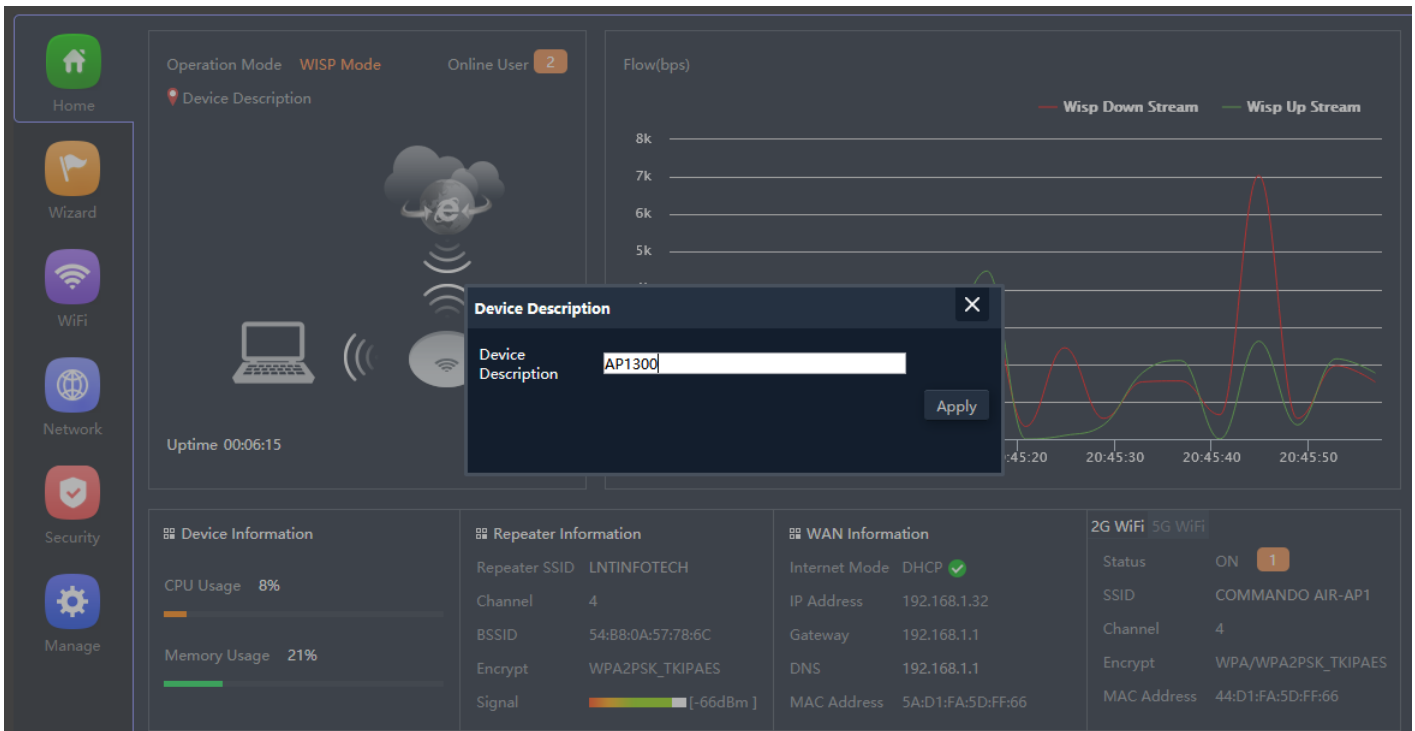 Home
Wizard
WiFi
Network
Security
Manage
Operation Mode WISP Mode Online User 2
Device Description
Uptime 00:06:15
Flow(bps)
Wisp Down Stream Wisp Up Stream
8k
7k
6k
5k
:45:20 20:45:30 20:45:40 20:45:50
Device Description
Device
Description
AP1300
Apply
Device Information
CPU Usage 8%
Memory Usage 21%
Repeater Information
Repeater SSID LNTINFOTECH
Channel 4
BSSID 54:B8:0A:57:78:6C
Encrypt WPA2PSK_TKIPAES
Signal [-66dBm ]
WAN Information
Internet Mode DHCP
IP Address 192.168.1.32
Gateway 192.168.1.1
DNS 192.168.1.1
MAC Address 5A:D1:FA:5D:FF:66
2G WiFi 5G WiFi
Status ON 1
SSID COMMANDO AIR-AP1
Channel 4
Encrypt WPA/WPA2PSK_TKIPAES
MAC Address 44:D1:FA:5D:FF:66